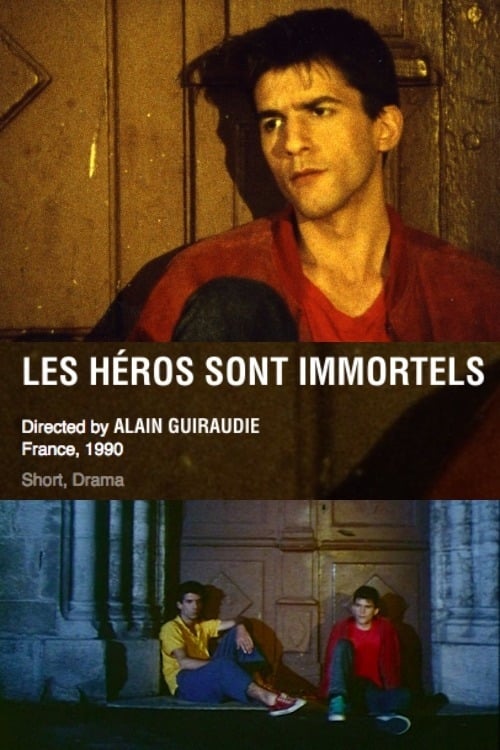 LES HÉROS SONT IMMORTELS
Directed by ALAIN GUIRAUDIE
France, 1990
Short, Drama